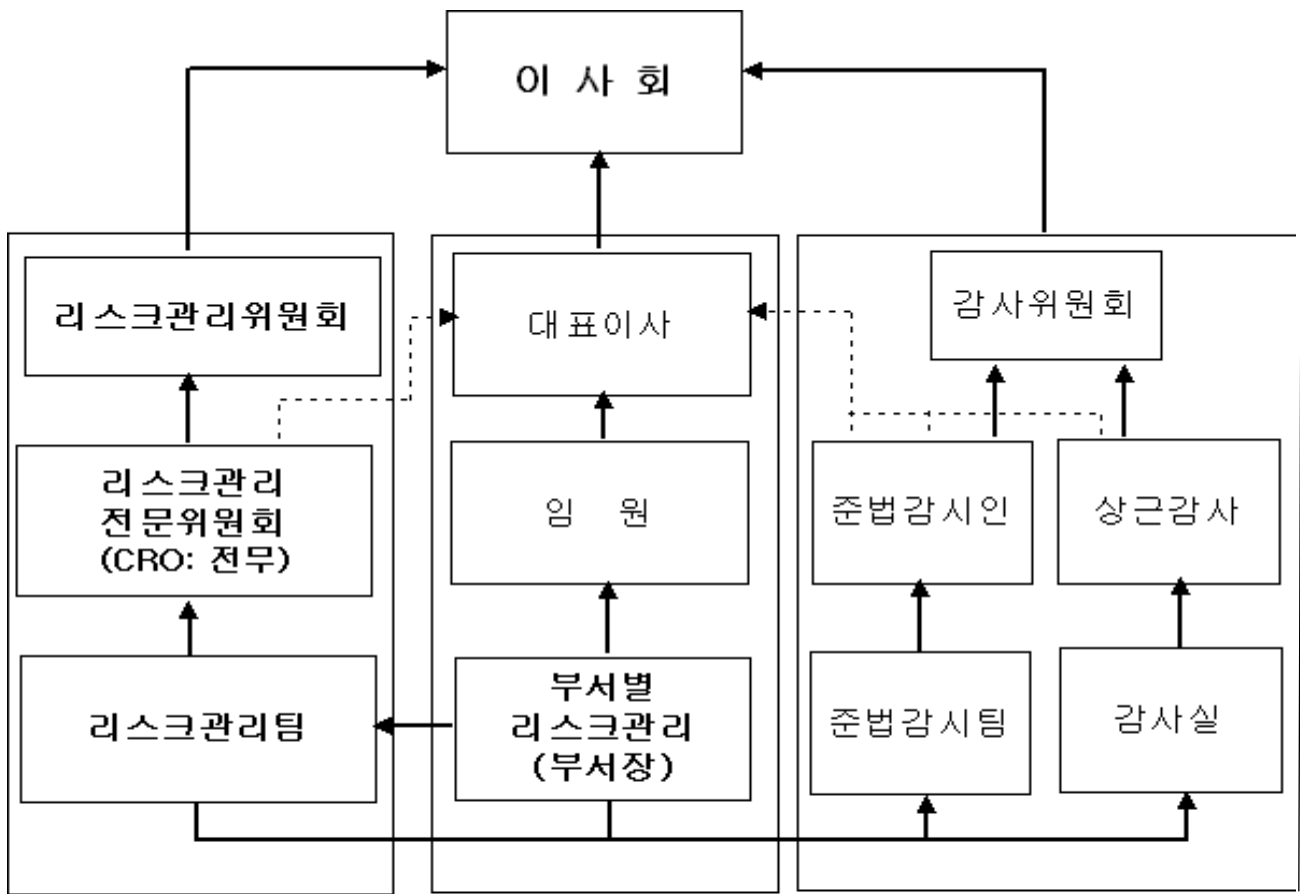 이 사 회
리스크관리위원회
대표이사
감사위원회
리스크관리
전문위원회
(CRO: 전무)
임 원
준법감시인
상근감사
리스크관리팀
부서별
리스크관리
(부서장)
준법감시팀
감사실